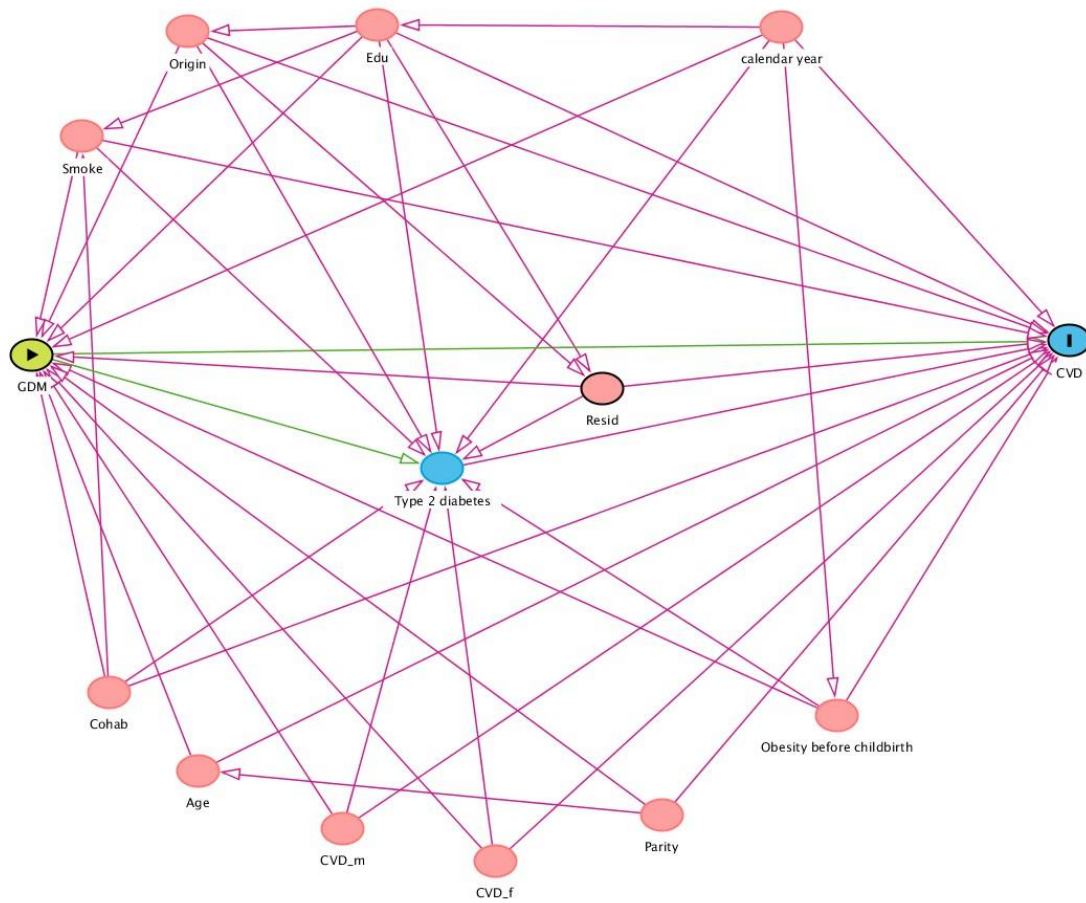 Origin
Edu
calendar year
Smoke
GDM
CVD
Resid
Type 2 diabetes
Cohab
Obesity before childbirth
Age
CVD_m
Parity
CVD_f